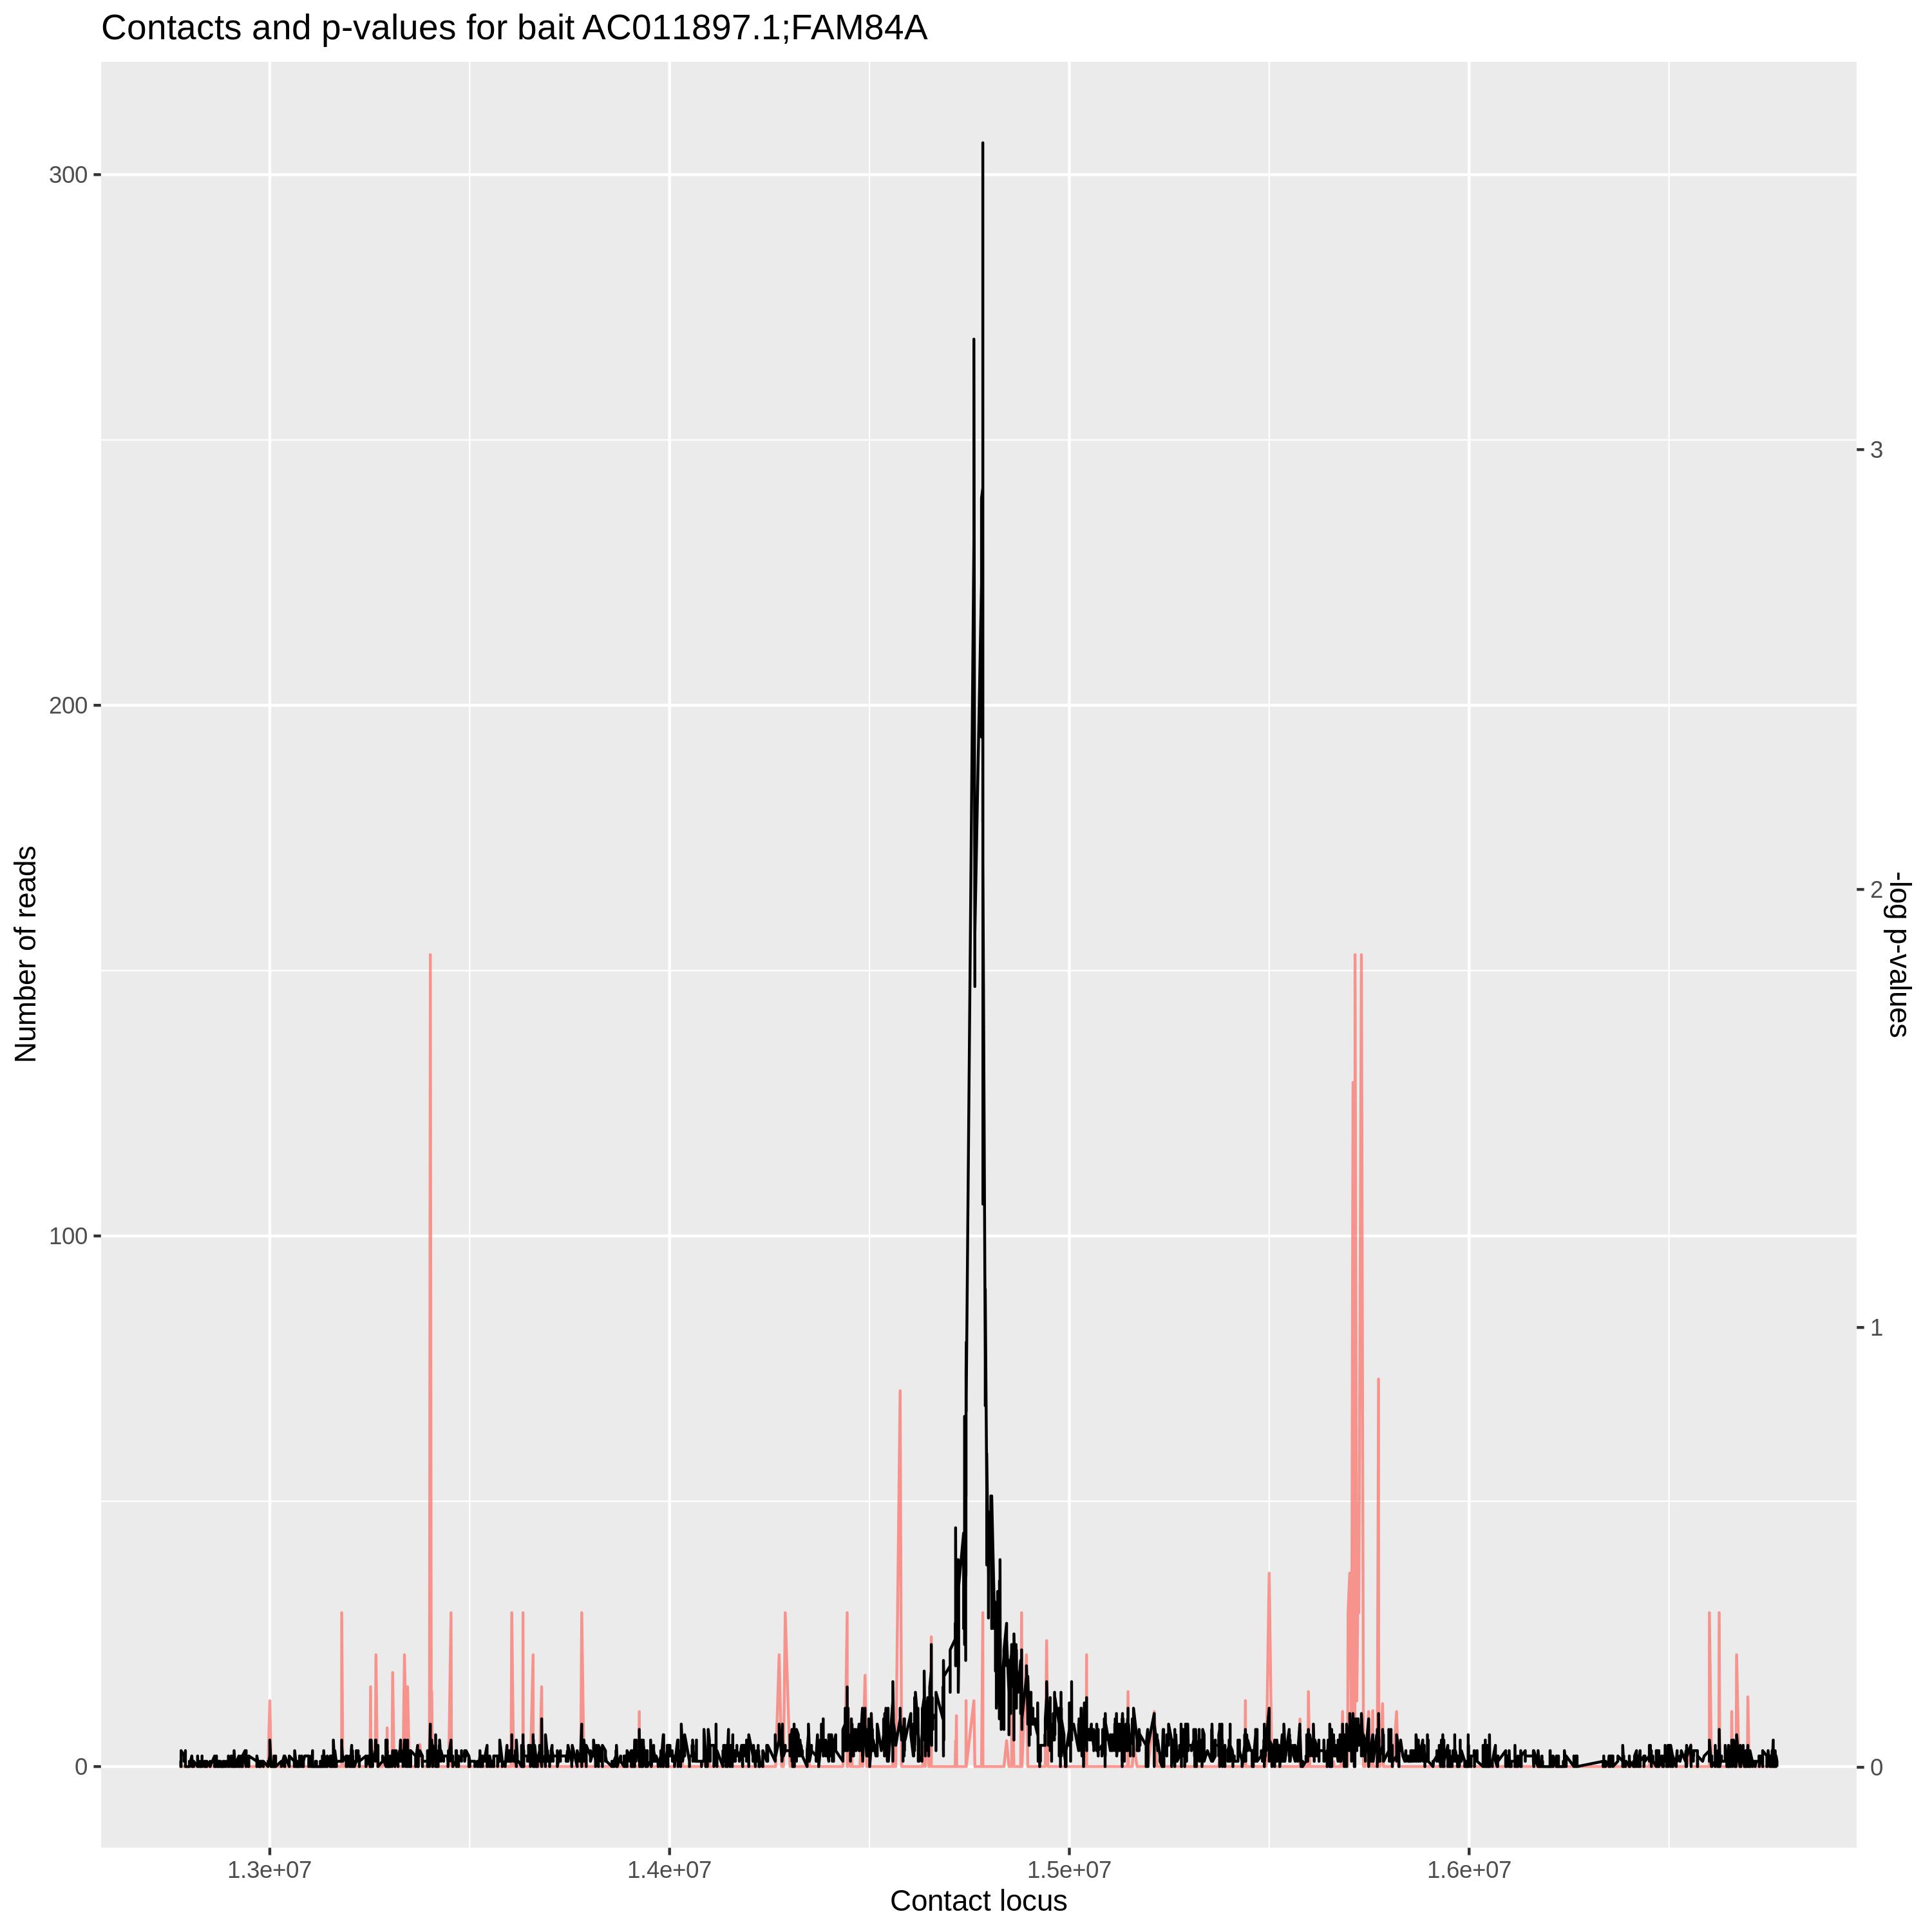 Contacts and p-values for bait AC011897.1;FAM84A
300
200
100
0
Number of reads
3
2
1
0
-log p-values
1.3e+07
1.4e+07
1.5e+07
1.6e+07
Contact locus